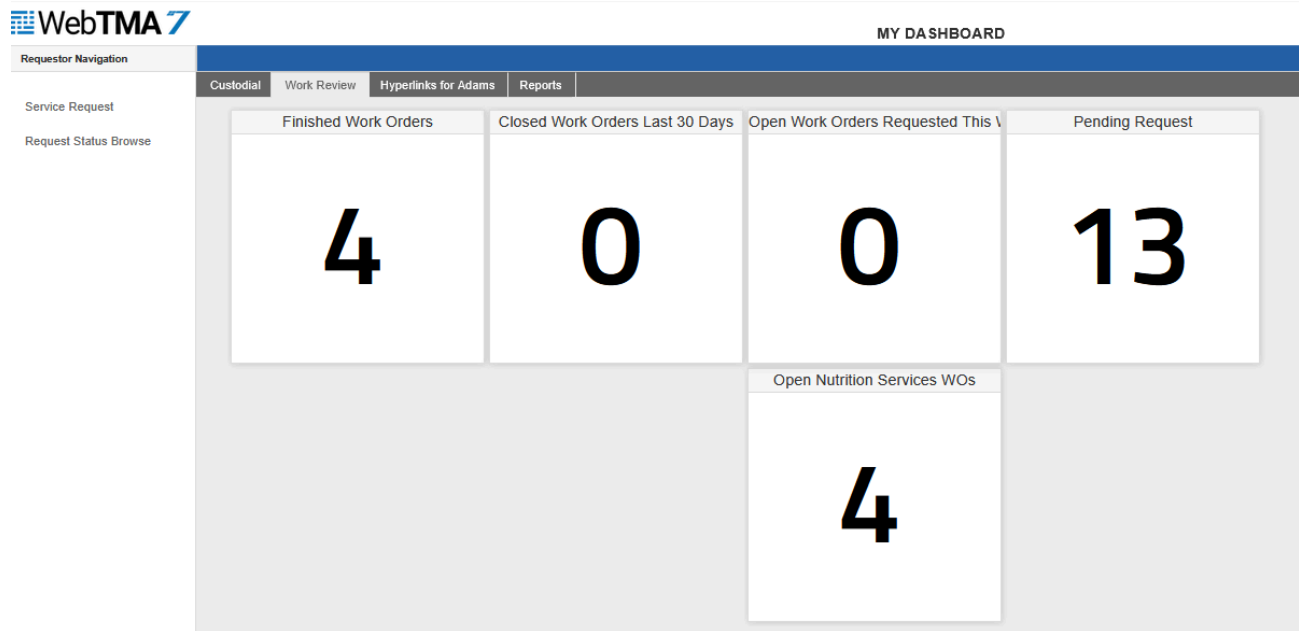 WebTMA 7
MY DASHBOARD
Requestor Navigation
Custodial Work Review Hyperlinks for Adams Reports
Service Request
Request Status Browse
Finished Work Orders
4
Closed Work Orders Last 30 Days
0
Open Work Orders Requested This
0
Pending Request
13
Open Nutrition Services WOs
4